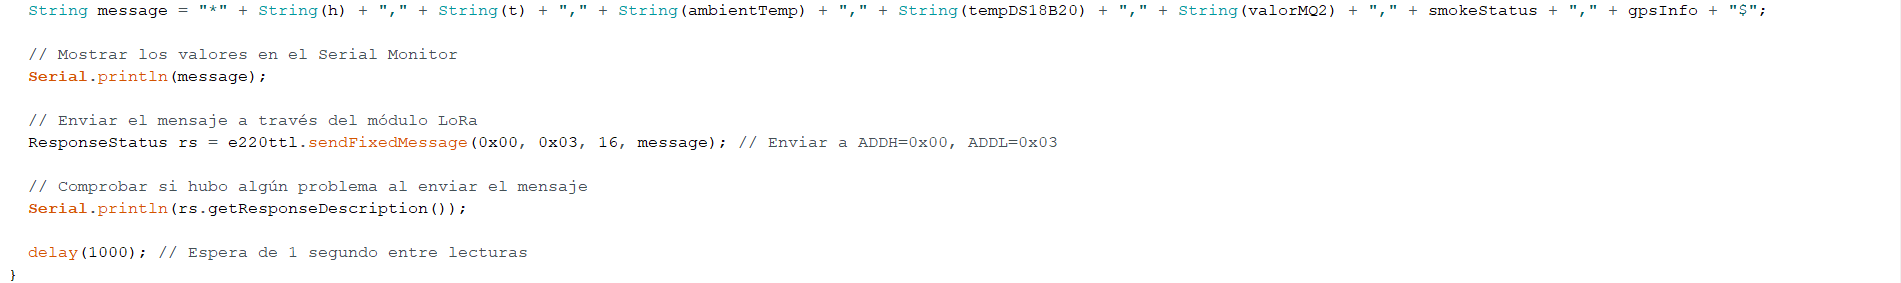 String message = "*" + String(h) + "," + String(t) + "," + String(ambientTemp) + "," + String(tempDS18B20) + "," + String(valorMQ2) + "," + smokeStatus + "," + gpsInfo + "$";
// Mostrar los valores en el Serial Monitor
Serial.println(message);
// Enviar el mensaje a través del módulo LoRa
ResponseStatus rs = e220ttl.sendFixedMessage(0x00, 0x03, 16, message); // Enviar a ADDH=0x00, ADDL=0x03
// Comprobar si hubo algún problema al enviar el mensaje
Serial.println(rs.getResponseDescription());
delay(1000); // Espera de 1 segundo entre lecturas
}